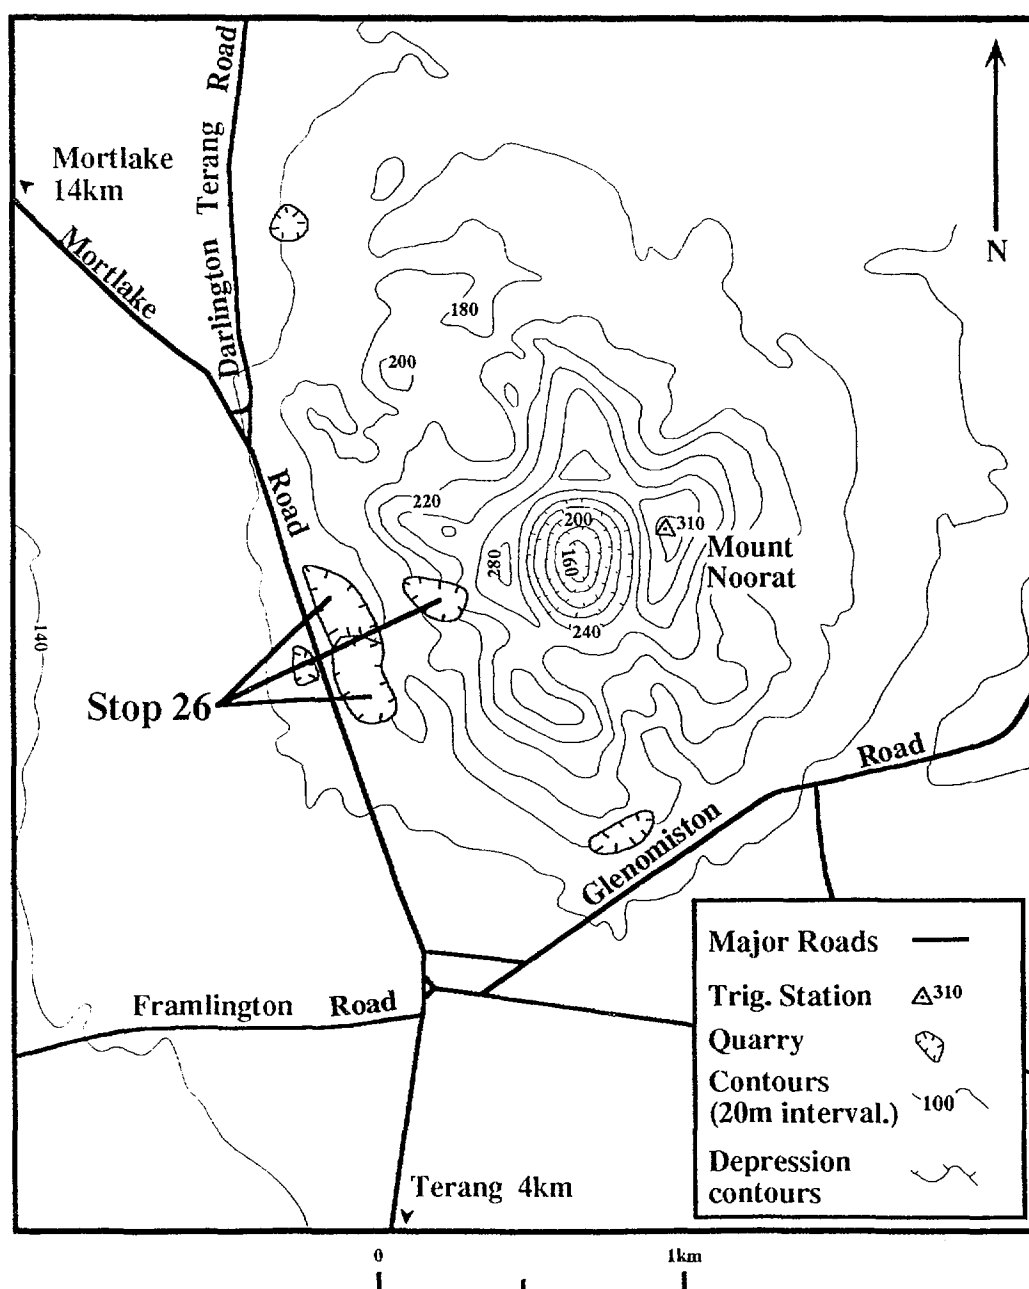 Darlington Terang Road
Mortlake
14km
Mortlake
Road
N
180
200
220
200
280
160
310
Mount
Noorat
240
140
Stop 26
Glenomiston Road
Framlington Road
Terang 4km
Major Roads
Trig. Station 310
Quarry
Contours
(20m interval.) 100
Depression
contours
0 1km